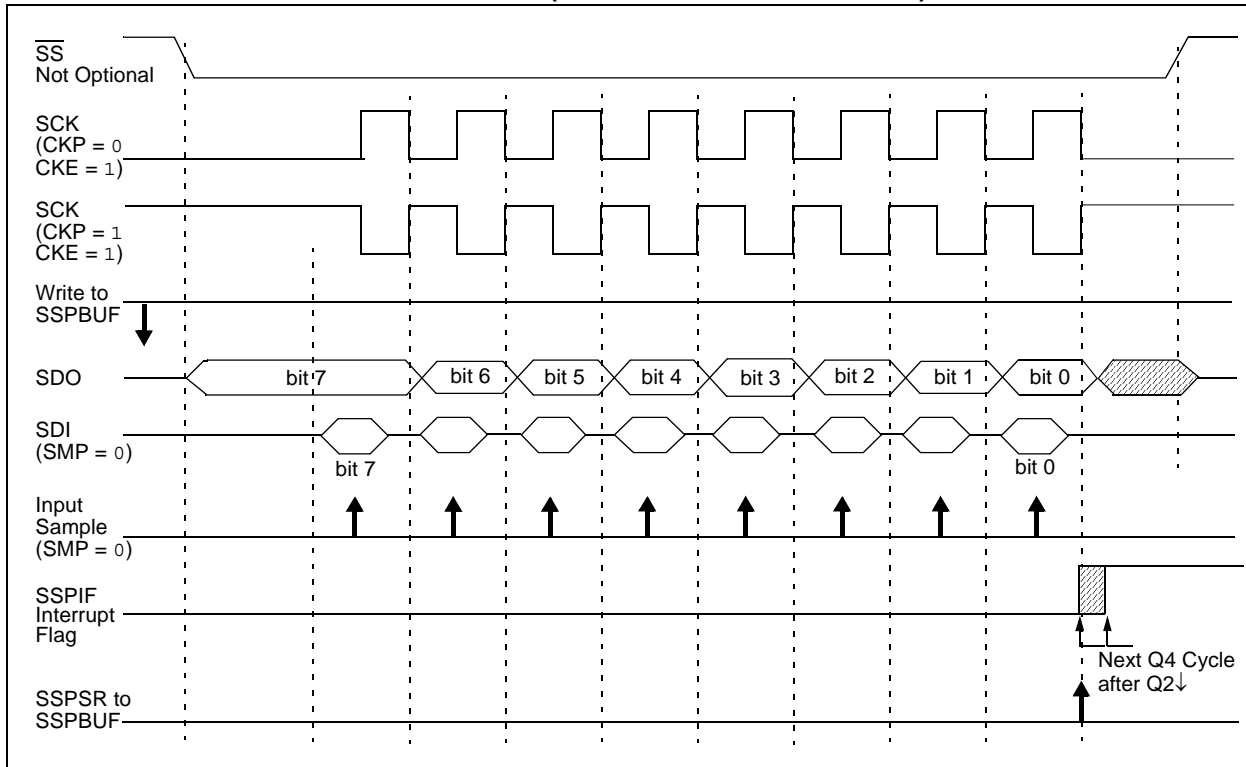 SS
Not Optional
SCK
(CKP = 0
CKE = 1)
SCK
(CKP = 1
CKE = 1)
Write to
SSPBUF
SDO
bit 7
bit 6
bit 5
bit 4
bit 3
bit 2
bit 1
bit 0
SDI
(SMP = 0)
bit 7
bit 0
Input
Sample
(SMP = 0)
SSPIF
Interrupt
Flag
Next Q4 Cycle
after Q2↓
SSPSR to
SSPBUF